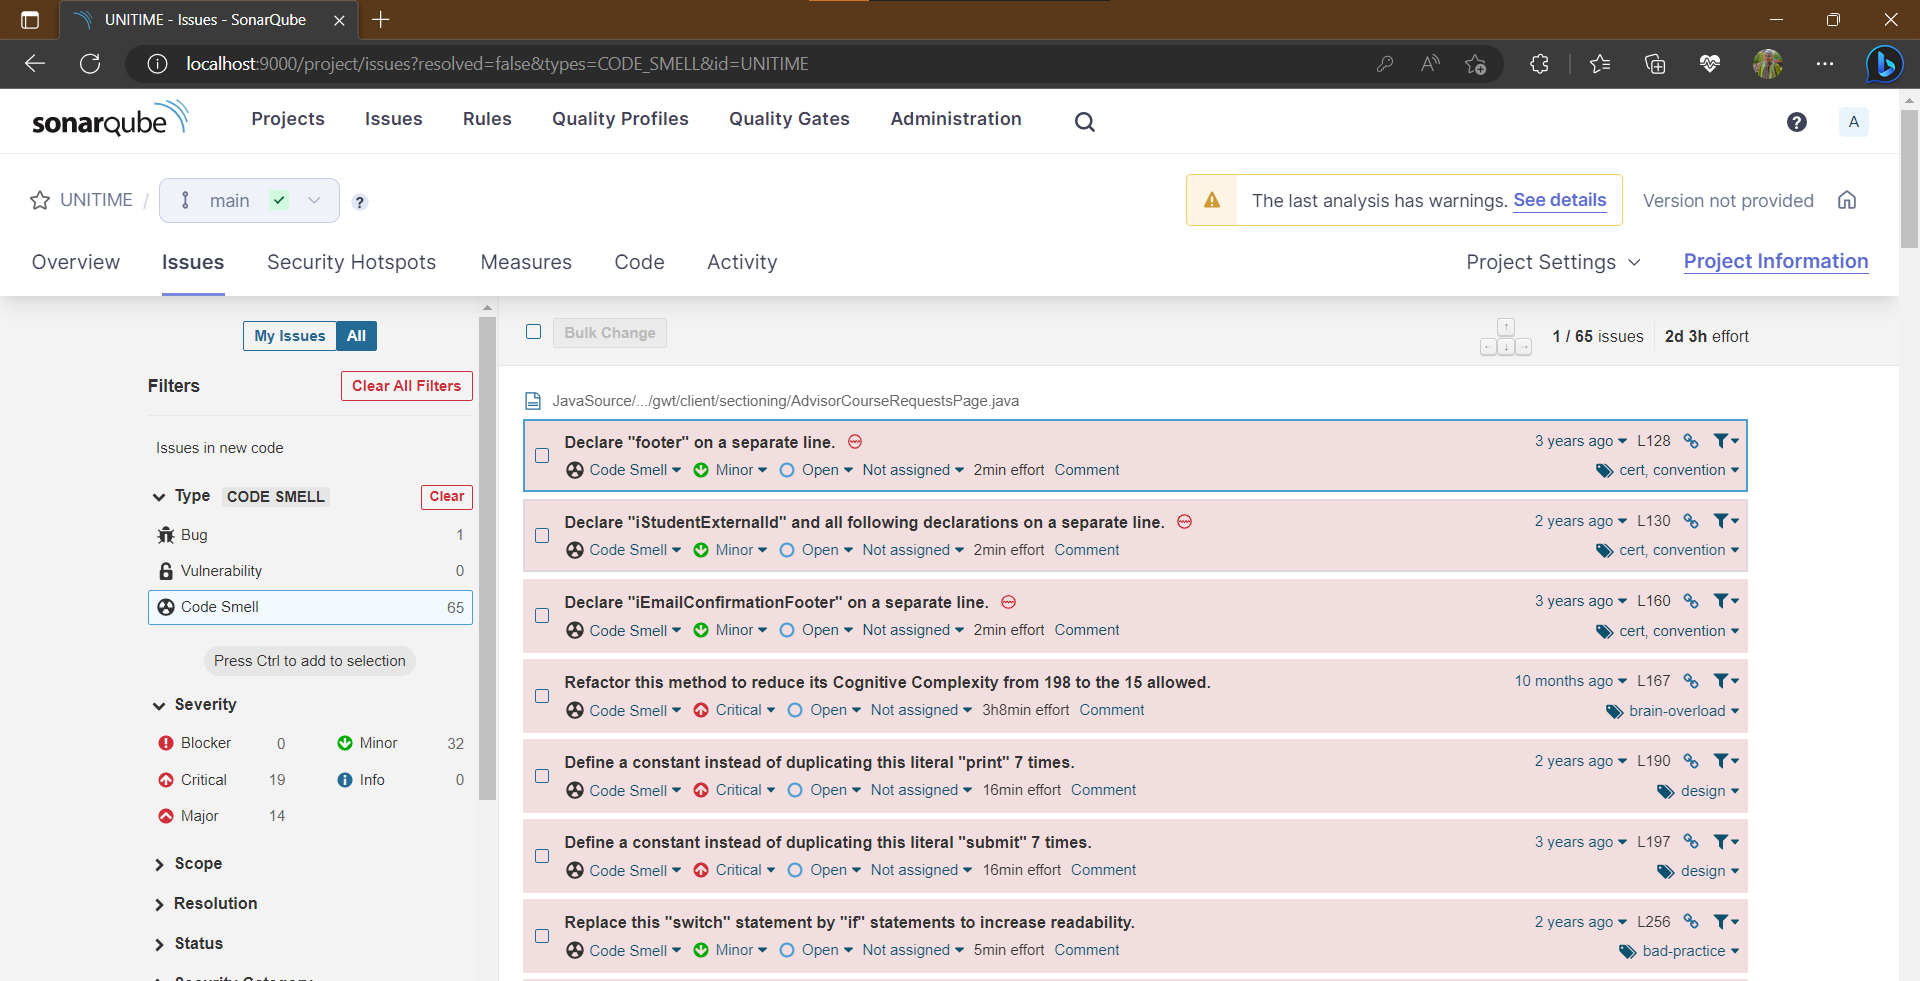 UNITIME - Issues - SonarQube
localhost:9000/project/issues?resolved=false&types=CODE_SMELL&id=UNITIME
sonarqube Projects Issues Rules Quality Profiles Quality Gates Administration ? A
UNITIME / main ? The last analysis has warnings. See details Version not provided
Overview Issues Security Hotspots Measures Code Activity Project Settings Project Information
My Issues All
Filters Clear All Filters
Issues in new code
Type CODE SMELL Clear
Bug 1
Vulnerability 0
Code Smell 65
Press Ctrl to add to selection
Severity
Blocker 0 Minor 32
Critical 19 Info 0
Major 14
Scope
Resolution
Status
Security Category
Bulk Change 1 / 65 issues 2d 3h effort
JavaSource/.../gwt/client/sectioning/AdvisorCourseRequestsPage.java
Declare "footer" on a separate line. 3 years ago L128
Code Smell Minor Open Not assigned 2min effort Comment cert, convention
Declare "iStudentExternalId" and all following declarations on a separate line. 2 years ago L130
Code Smell Minor Open Not assigned 2min effort Comment cert, convention
Declare "iEmailConfirmationFooter" on a separate line. 3 years ago L160
Code Smell Minor Open Not assigned 2min effort Comment cert, convention
Refactor this method to reduce its Cognitive Complexity from 198 to the 15 allowed. 10 months ago L167
Code Smell Critical Open Not assigned 3h8min effort Comment brain-overload
Define a constant instead of duplicating this literal "print" 7 times. 2 years ago L190
Code Smell Critical Open Not assigned 16min effort Comment design
Define a constant instead of duplicating this literal "submit" 7 times. 3 years ago L197
Code Smell Critical Open Not assigned 16min effort Comment design
Replace this "switch" statement by "if" statements to increase readability. 2 years ago L256
Code Smell Minor Open Not assigned 5min effort Comment bad-practice